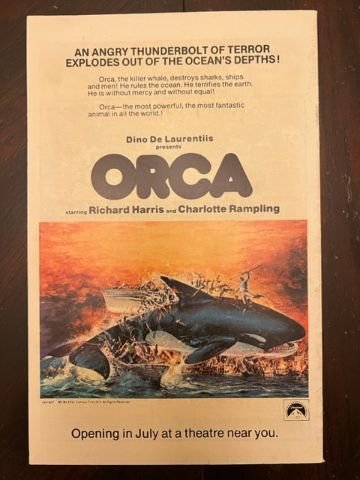 AN ANGRY THUNDERBOLT OF TERROR
EXPLODES OUT OF THE OCEAN'S DEPTHS!
Orca, the killer whale, destroys sharks, ships
and men! He rules the ocean. He terrifies the earth.
He is without mercy and without equal!
Orca—the most powerful, the most fantastic
animal in all the world!
Dino De Laurentiis
presents
ORCA
starring Richard Harris and Charlotte Rampling
Opening in July at a theatre near you.